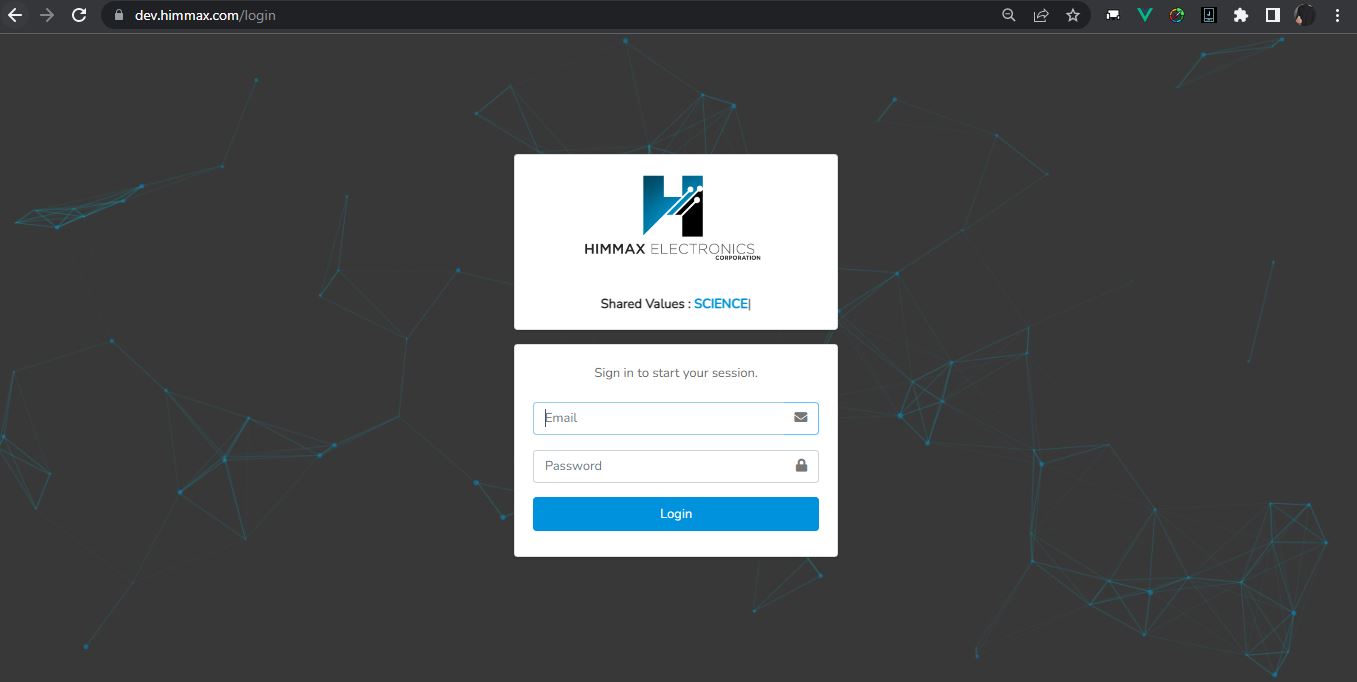 dev.himmax.com/login
HIMMAX ELECTRONICS
CORPORATION
Shared Values : SCIENCE|
Sign in to start your session.
Email
Password
Login